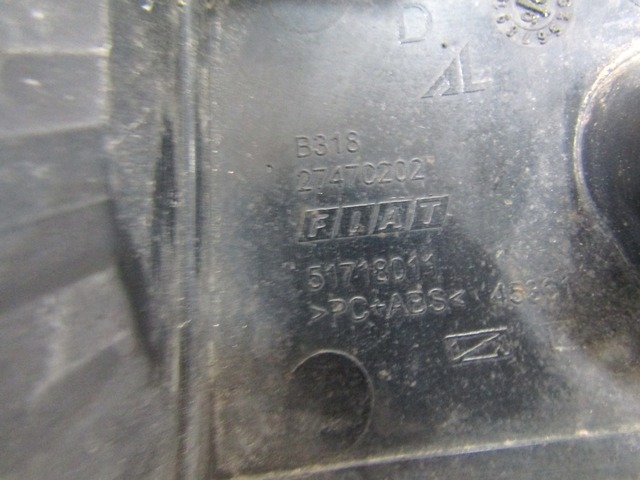 D
B318
27470202
FIAT
51718011
>PC+ABS<